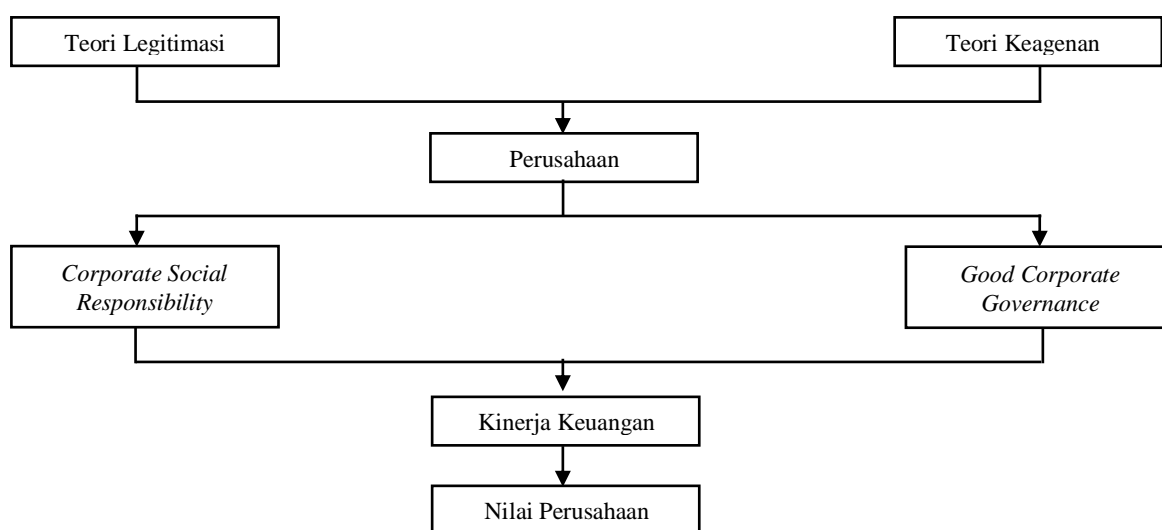 Teori Legitimasi
Teori Keagenan
Perusahaan
Corporate Social
Responsibility
Good Corporate
Governance
Kinerja Keuangan
Nilai Perusahaan